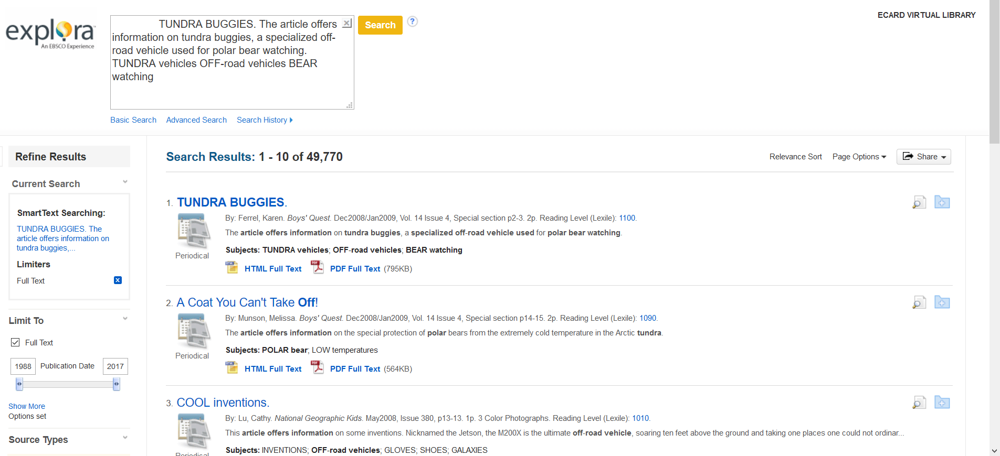 ECARD VIRTUAL LIBRARY
explora
An EBSCO Experience
TUNDRA BUGGIES. The article offers
information on tundra buggies, a specialized off-
road vehicle used for polar bear watching.
TUNDRA vehicles OFF-road vehicles BEAR
watching
Search
?
Basic Search Advanced Search Search History
Refine Results
Current Search
SmartText Searching:
TUNDRA BUGGIES. The
article offers information on
tundra buggies,...
Limiters
Full Text
Limit To
Full Text
1988 Publication Date 2017
Show More
Options set
Source Types
Search Results: 1 - 10 of 49,770
Relevance Sort Page Options Share
1. TUNDRA BUGGIES.
By: Ferrel, Karen. Boys' Quest. Dec2008/Jan2009, Vol. 14 Issue 4, Special section p2-3. 2p. Reading Level (Lexile): 1100.
The article offers information on tundra buggies, a specialized off-road vehicle used for polar bear watching.
Subjects: TUNDRA vehicles; OFF-road vehicles; BEAR watching
Periodical
HTML Full Text PDF Full Text (795KB)
2. A Coat You Can't Take Off!
By: Munson, Melissa. Boys' Quest. Dec2008/Jan2009, Vol. 14 Issue 4, Special section p14-15. 2p. Reading Level (Lexile): 1090.
The article offers information on the special protection of polar bears from the extremely cold temperature in the Arctic tundra.
Subjects: POLAR bear; LOW temperatures
Periodical
HTML Full Text PDF Full Text (564KB)
3. COOL inventions.
By: Lu, Cathy. National Geographic Kids. May2008, Issue 380, p13-13. 1p. 3 Color Photographs. Reading Level (Lexile): 1010.
This article offers information on some inventions. Nicknamed the Jetson, the M200X is the ultimate off-road vehicle, soaring ten feet above the ground and taking one places one could not ordinar...
Subjects: INVENTIONS; OFF-road vehicles; GLOVES; SHOES; GALAXIES
Periodical